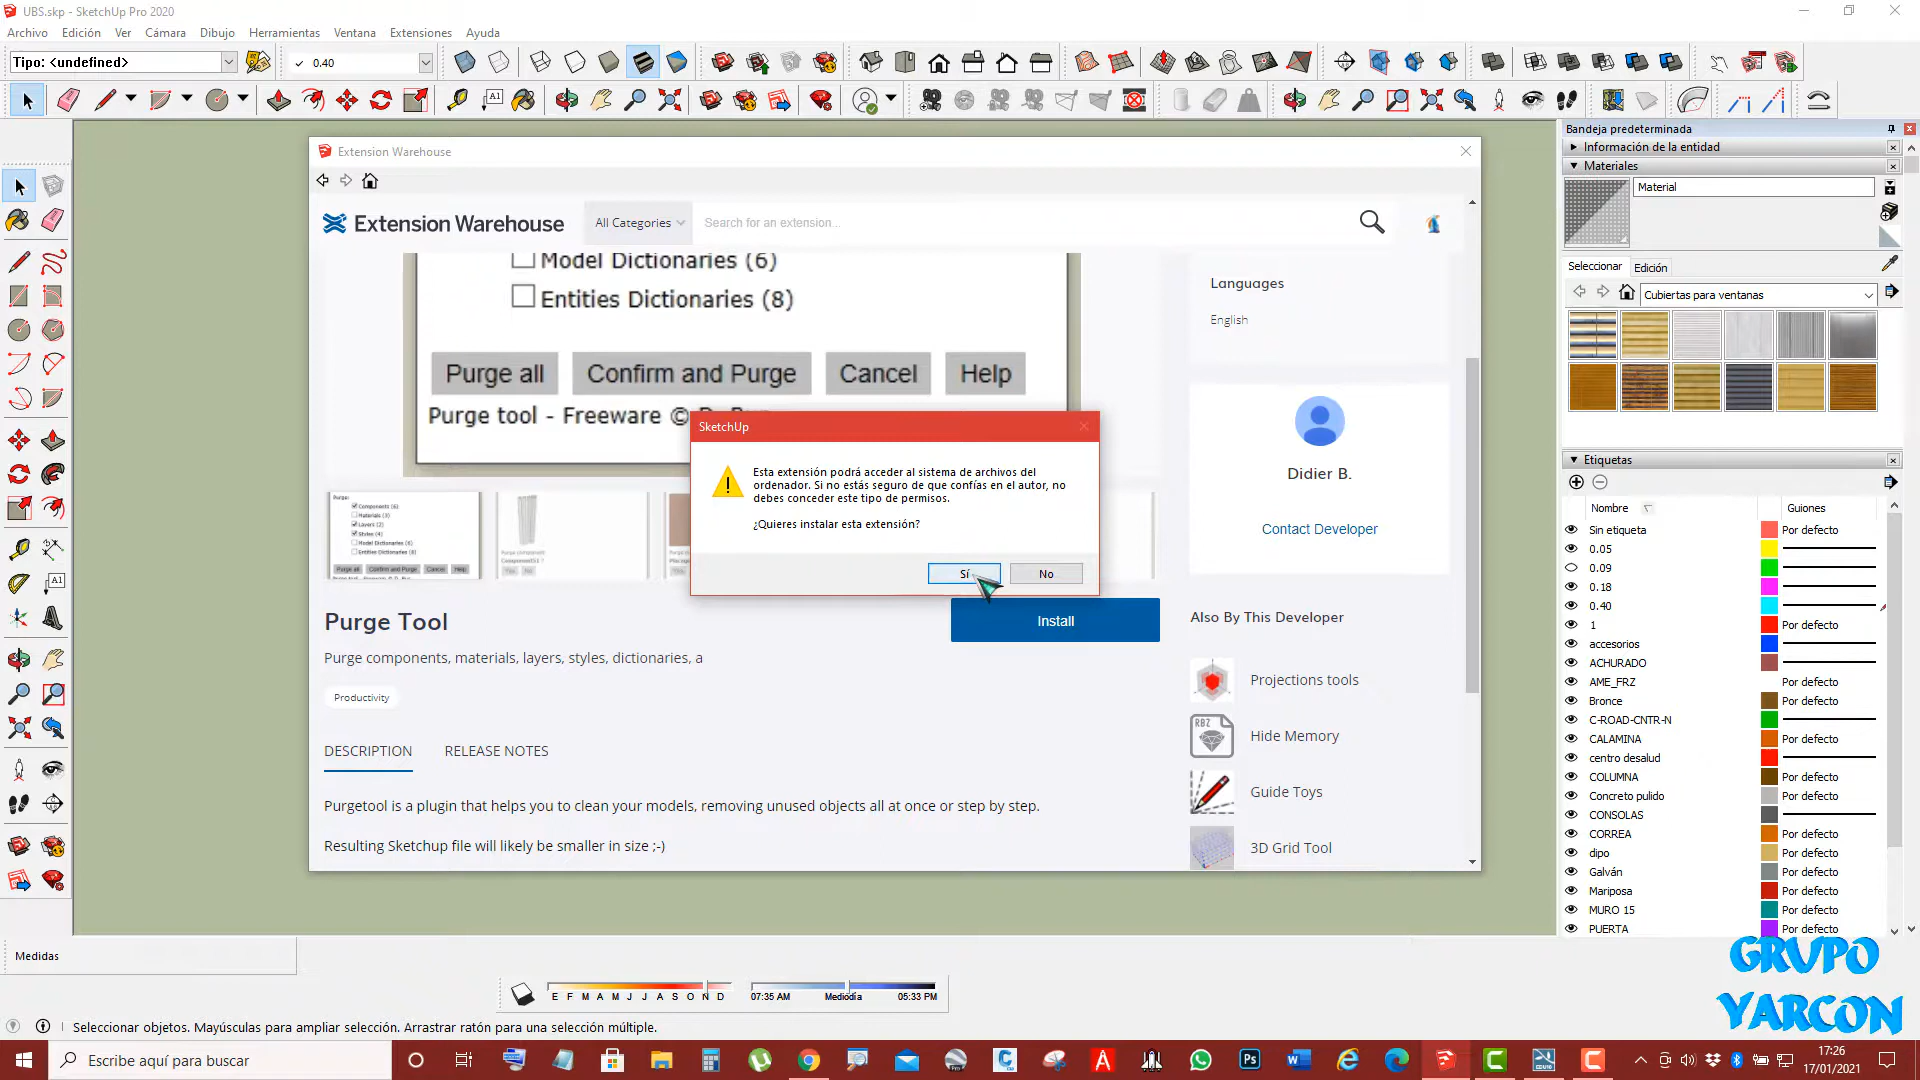 UBS.skp - SketchUp Pro 2020
Archivo Edición Ver Cámara Dibujo Herramientas Ventana Extensiones Ayuda
Tipo: <undefined>
✓ 0.40
Bandeja predeterminada
Información de la entidad
Materiales
Material
Seleccionar Edición
Cubiertas para ventanas
Extension Warehouse
Extension Warehouse
All Categories
Search for an extension...
Model Dictionaries (6)
Entities Dictionaries (8)
Purge all Confirm and Purge Cancel Help
Purge tool - Freeware ©
Languages
English
Didier B.
Contact Developer
SketchUp
Esta extensión podrá acceder al sistema de archivos del
ordenador. Si no estás seguro de que confías en el autor, no
debes conceder este tipo de permisos.
¿Quieres instalar esta extensión?
Sí No
Purge Tool
Install
Purge components, materials, layers, styles, dictionaries, a
Productivity
DESCRIPTION RELEASE NOTES
Purgetool is a plugin that helps you to clean your models, removing unused objects all at once or step by step.
Resulting Sketchup file will likely be smaller in size ;-)
Also By This Developer
Projections tools
RBZ
Hide Memory
Guide Toys
3D Grid Tool
Etiquetas
Nombre Guiones
Sin etiqueta Por defecto
0.05
0.09
0.18
0.40
1 Por defecto
accesorios
ACHURADO
AME_FRZ Por defecto
Bronce Por defecto
C-ROAD-CNTR-N
CALAMINA Por defecto
centro desalud
COLUMNA Por defecto
Concreto pulido Por defecto
CONSOLAS
CORREA Por defecto
dipo Por defecto
Galván Por defecto
Mariposa Por defecto
MURO 15 Por defecto
PUERTA Por defecto
GRUPO
YARCON
Medidas
E F M A M J J A S O N D
07:35 AM Mediodía 05:33 PM
Seleccionar objetos. Mayúsculas para ampliar selección. Arrastrar ratón para una selección múltiple.
Escribe aquí para buscar
17:26
17/01/2021